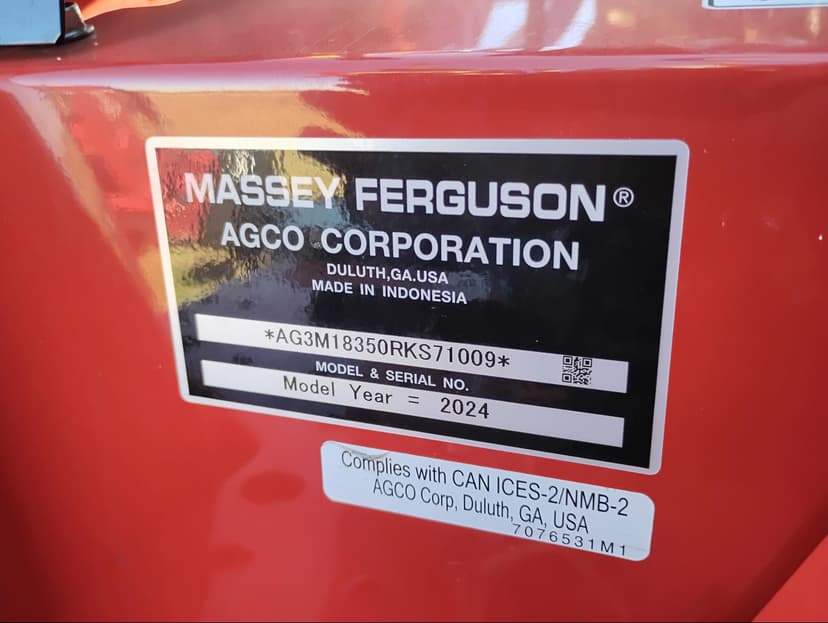 MASSEY FERGUSON®
AGCO CORPORATION
DULUTH,GA.USA
MADE IN INDONESIA
*AG3M18350RKS71009*
MODEL & SERIAL NO.
Model Year = 2024
Complies with CAN ICES-2/NMB-2
AGCO Corp, Duluth, GA, USA
7076531M1